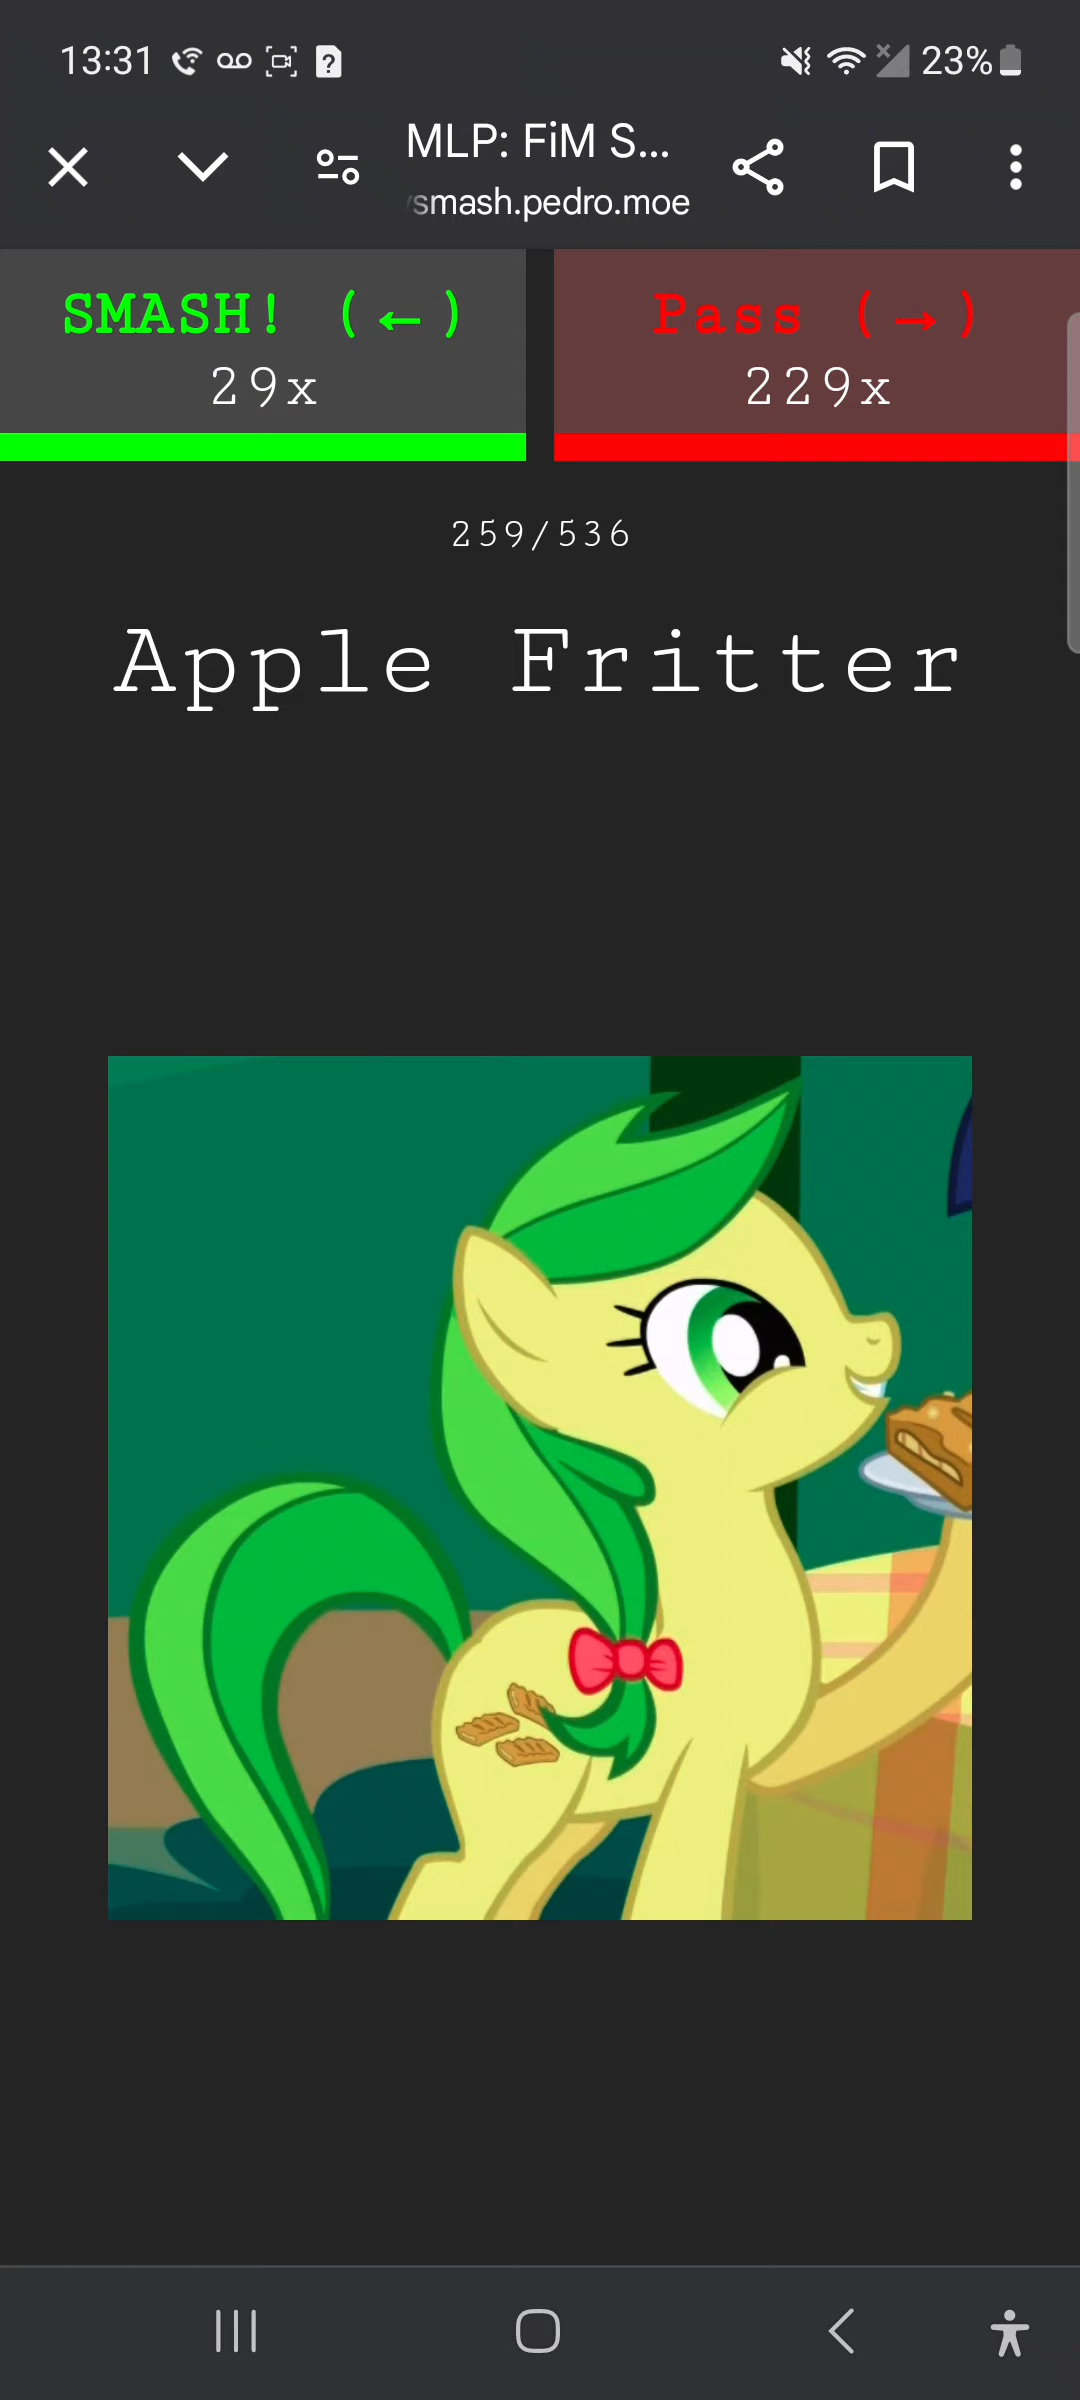 13:31
23%
MLP: FiM S...
smash.pedro.moe
SMASH! (←)
29x
Pass (→)
229x
259/536
Apple Fritter